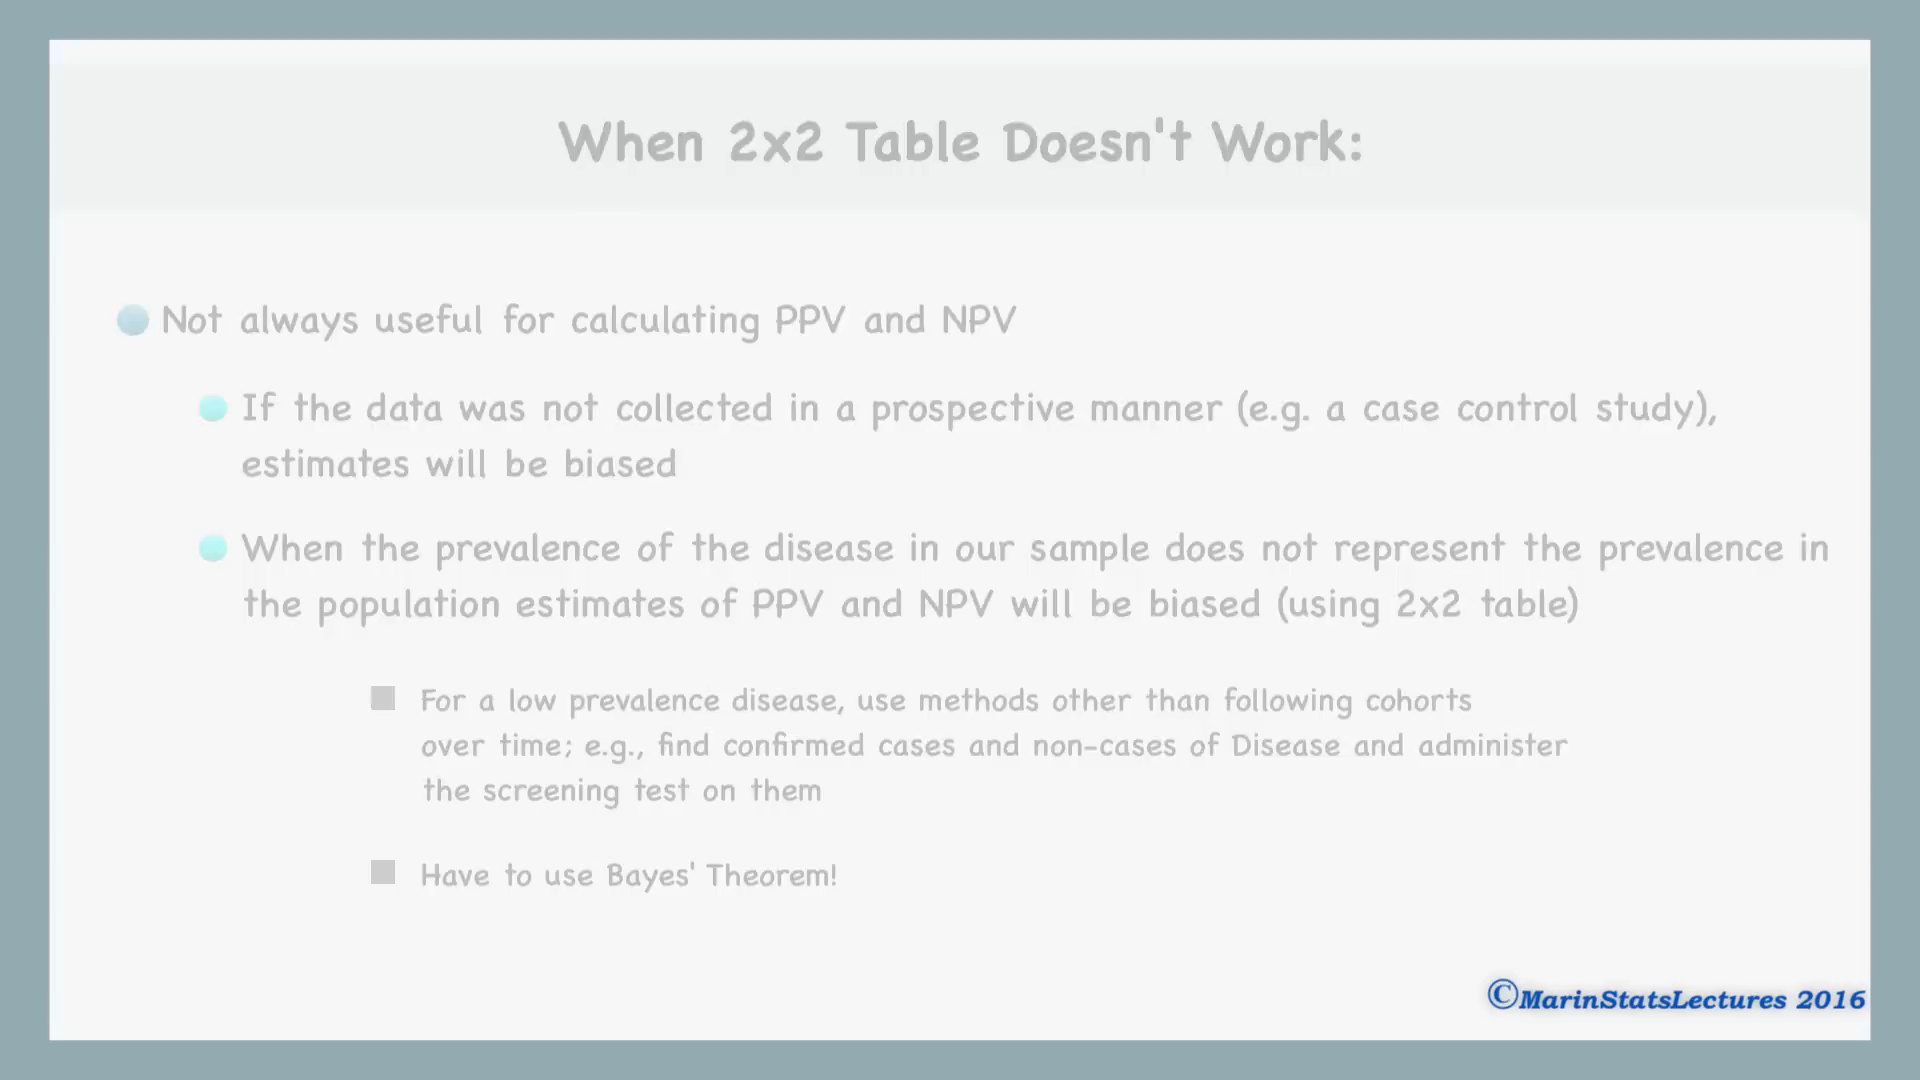 When 2x2 Table Doesn't Work:
Not always useful for calculating PPV and NPV
If the data was not collected in a prospective manner (e.g. a case control study),
estimates will be biased
When the prevalence of the disease in our sample does not represent the prevalence in
the population estimates of PPV and NPV will be biased (using 2x2 table)
For a low prevalence disease, use methods other than following cohorts
over time; e.g., find confirmed cases and non-cases of Disease and administer
the screening test on them
Have to use Bayes' Theorem!
©MarinStatsLectures 2016